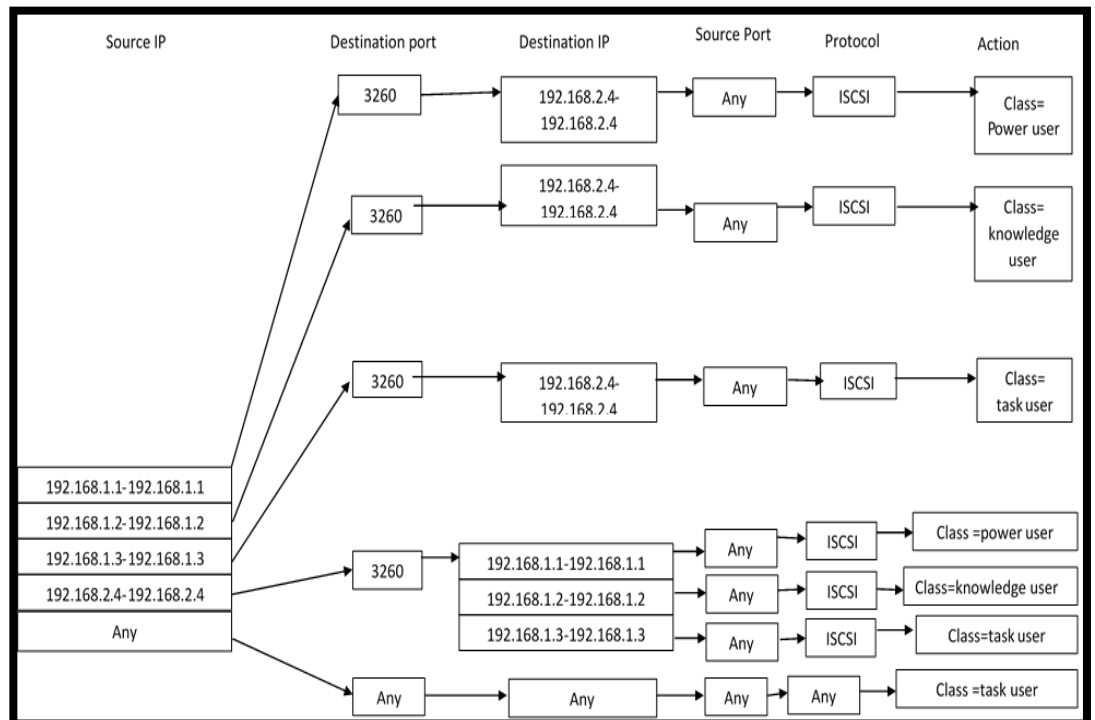 Source IP
Destination port
Destination IP
Source Port
Protocol
Action
3260
192.168.2.4-
192.168.2.4
Any
ISCSI
Class=
Power user
3260
192.168.2.4-
192.168.2.4
Any
ISCSI
Class=
knowledge
user
3260
192.168.2.4-
192.168.2.4
Any
ISCSI
Class=
task user
192.168.1.1-192.168.1.1
192.168.1.2-192.168.1.2
192.168.1.3-192.168.1.3
192.168.2.4-192.168.2.4
Any
3260
192.168.1.1-192.168.1.1
192.168.1.2-192.168.1.2
192.168.1.3-192.168.1.3
Any
ISCSI
Class =power user
Any
ISCSI
Class=knowledge user
Any
ISCSI
Class=task user
Any
Any
Any
Any
Class =task user